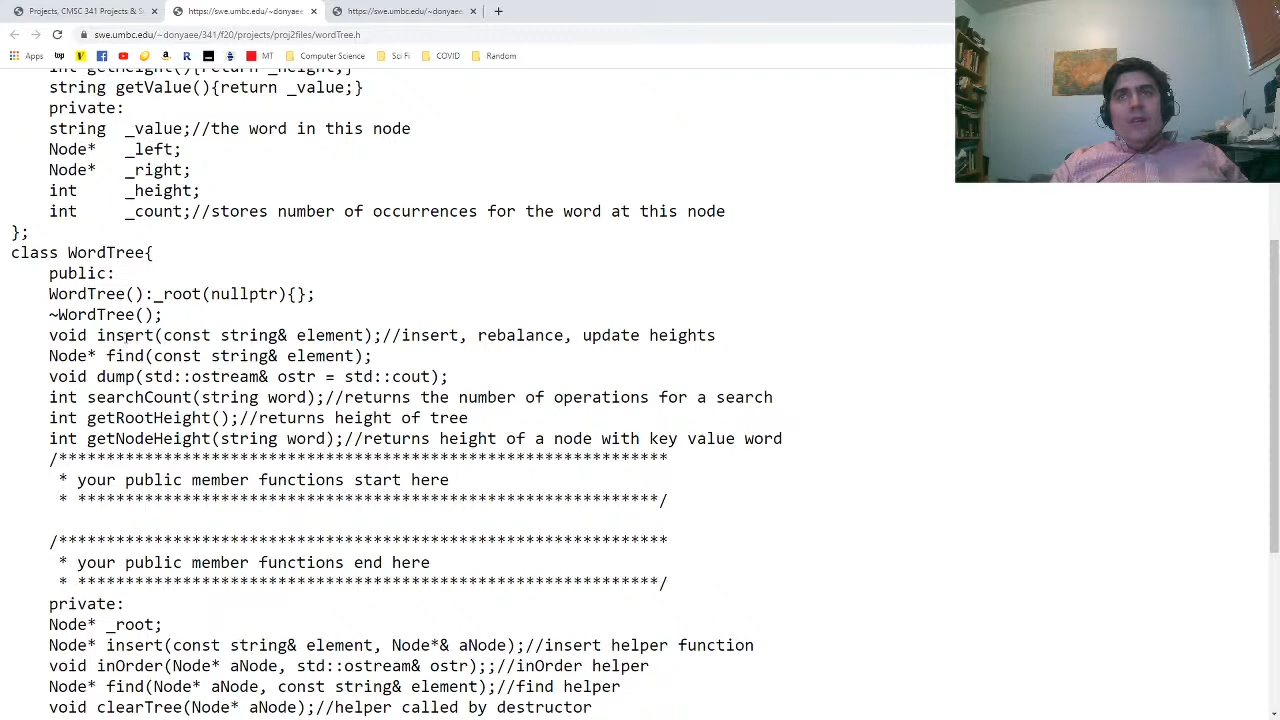 Projects, CMSC 341 Projects & S
https://swe.umbc.edu/~donyaee
https://swe.umbc.edu/~donyaee
swe.umbc.edu/~donyaee/341/f20/projects/proj2files/wordTree.h
Apps
MT
Computer Science
Sci Fi
COVID
Random
int getHeight(){return _height;}
string getValue(){return _value;}
private:
string _value;//the word in this node
Node* _left;
Node* _right;
int _height;
int _count;//stores number of occurrences for the word at this node
};
class WordTree{
public:
WordTree():_root(nullptr){};
~WordTree();
void insert(const string& element);//insert, rebalance, update heights
Node* find(const string& element);
void dump(std::ostream& ostr = std::cout);
int searchCount(string word);//returns the number of operations for a search
int getRootHeight();//returns height of tree
int getNodeHeight(string word);//returns height of a node with key value word
/*************************************************************
* your public member functions start here
* *************************************************************/
/*************************************************************
* your public member functions end here
* *************************************************************/
private:
Node* _root;
Node* insert(const string& element, Node*& aNode);//insert helper function
void inOrder(Node* aNode, std::ostream& ostr);;//inOrder helper
Node* find(Node* aNode, const string& element);//find helper
void clearTree(Node* aNode);//helper called by destructor